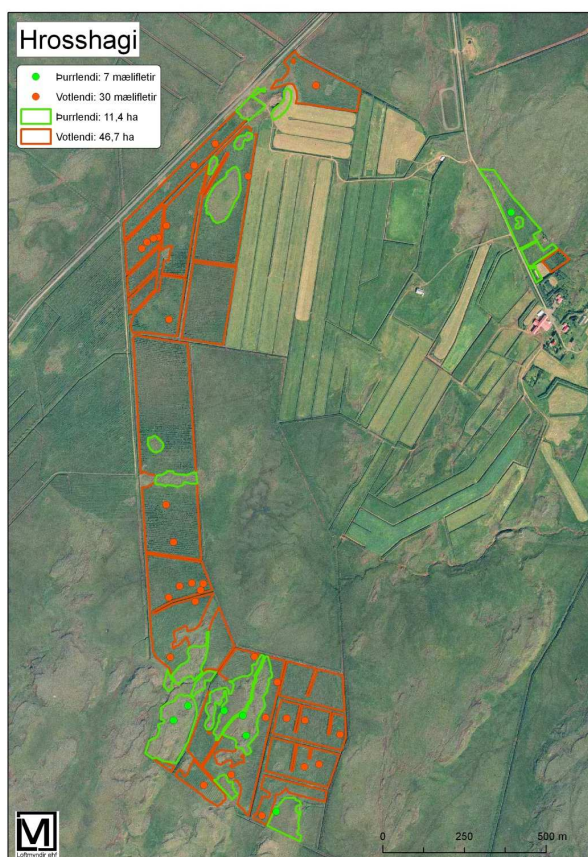 Hrosshagi
Þurrlendi: 7 mælifletir
Votlendi: 30 mælifletir
Þurrlendi: 11,4 ha
Votlendi: 46,7 ha
0 250 500 m
Loftmyndir ehf